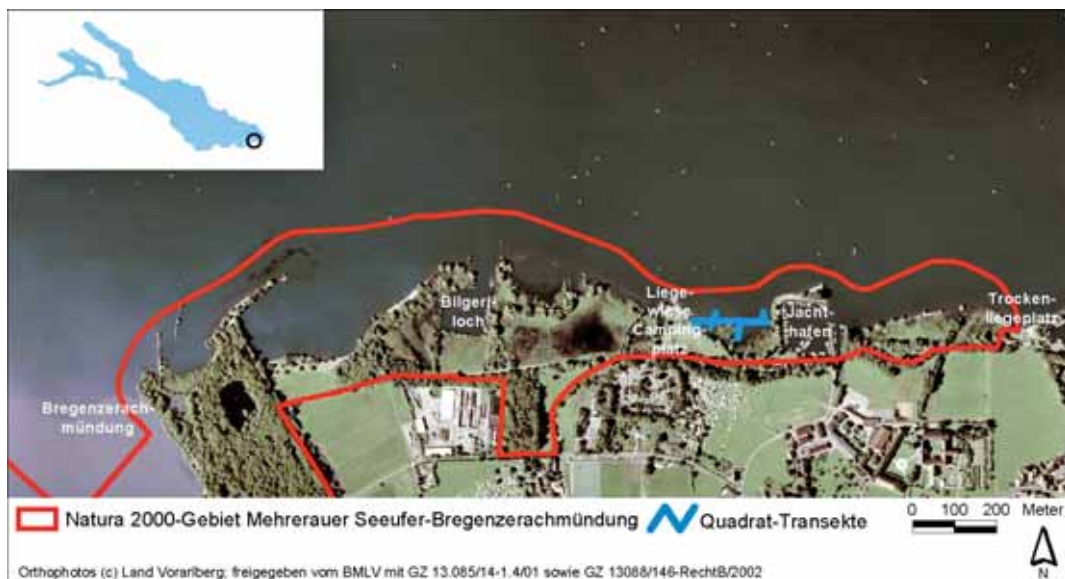 Bilgeri-
loch
Liege-
wiese
Camping-
platz
Jacht-
hafen
Trocken-
liegeplatz
Bregenzerach-
mündung
Natura 2000-Gebiet Mehrerauer Seeufer-Bregenzerachmündung
Quadrat-Transekte
0 100 200 Meter
N
Orthophotos (c) Land Vorarlberg; freigegeben vom BMLV mit GZ 13.085/14-1.4/01 sowie GZ 13088/146-RechtB/2002